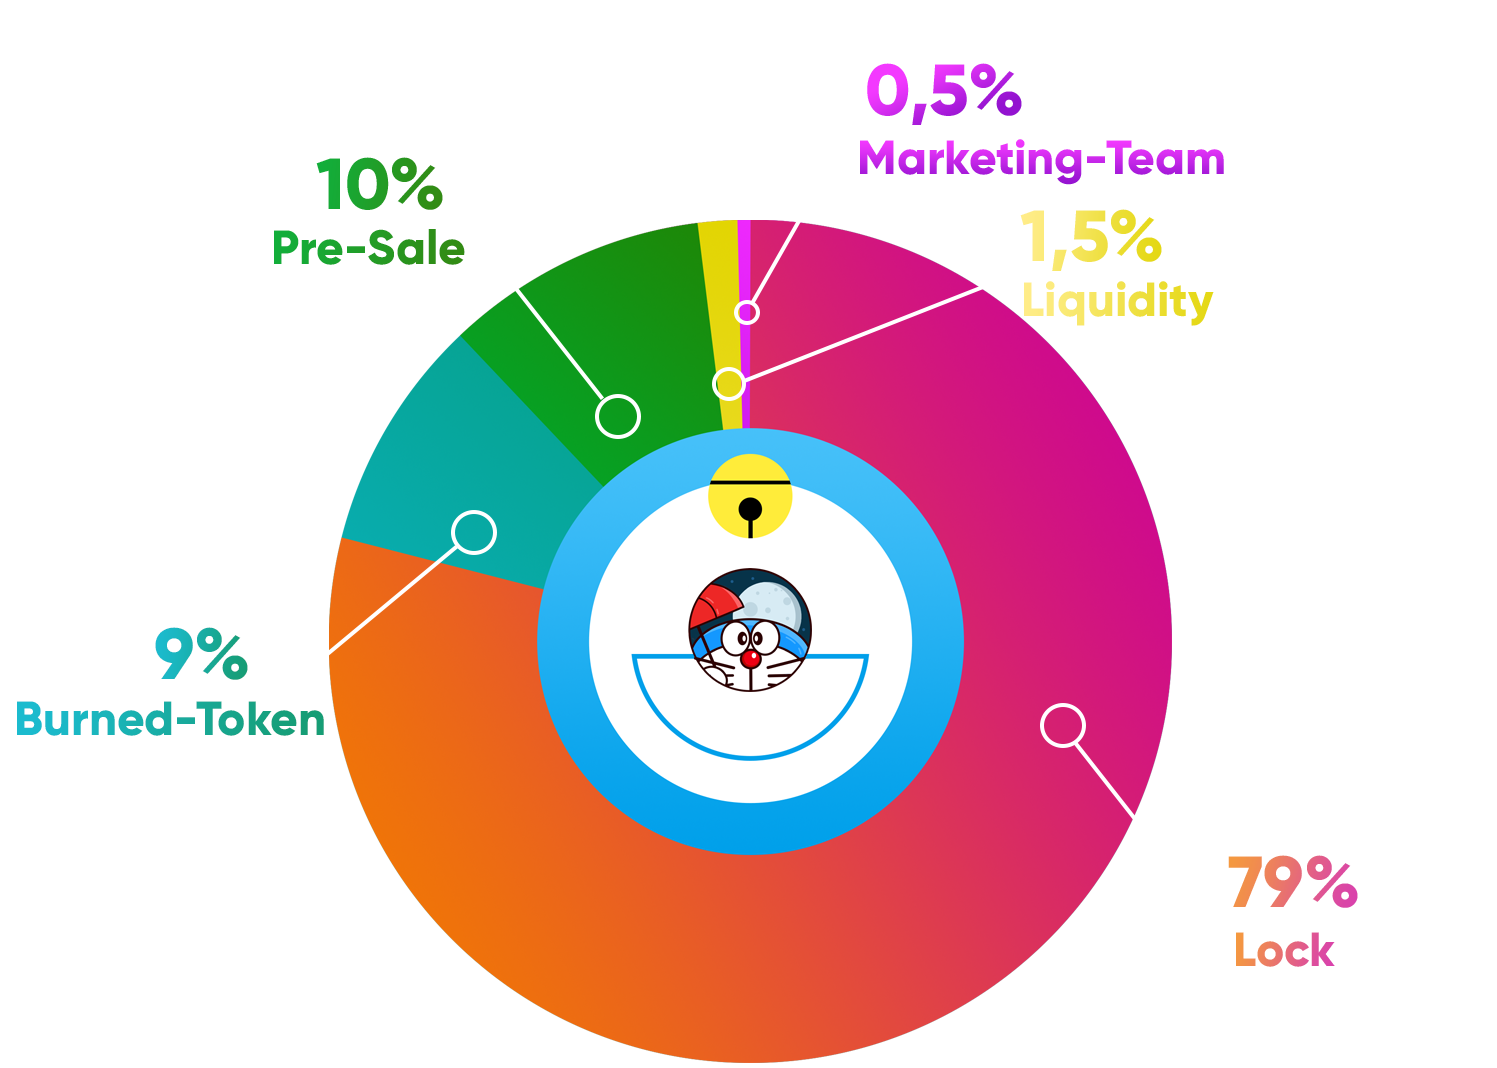 0,5%
Marketing-Team
10%
Pre-Sale
1,5%
Liquidity
9%
Burned-Token
79%
Lock